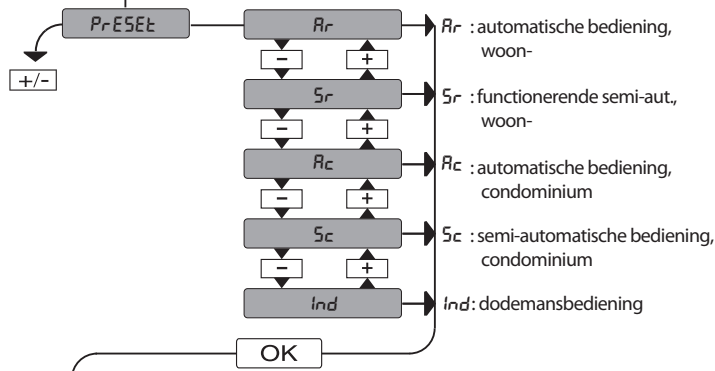 PrESEt
+/-
Ar
Ar : automatische bediening,
woon-
- +
Sr
Sr : functionerende semi-aut.,
woon-
- +
Ac
Ac : automatische bediening,
condominium
- +
Sc
Sc : semi-automatische bediening,
condominium
- +
Ind
Ind: dodemansbediening
OK